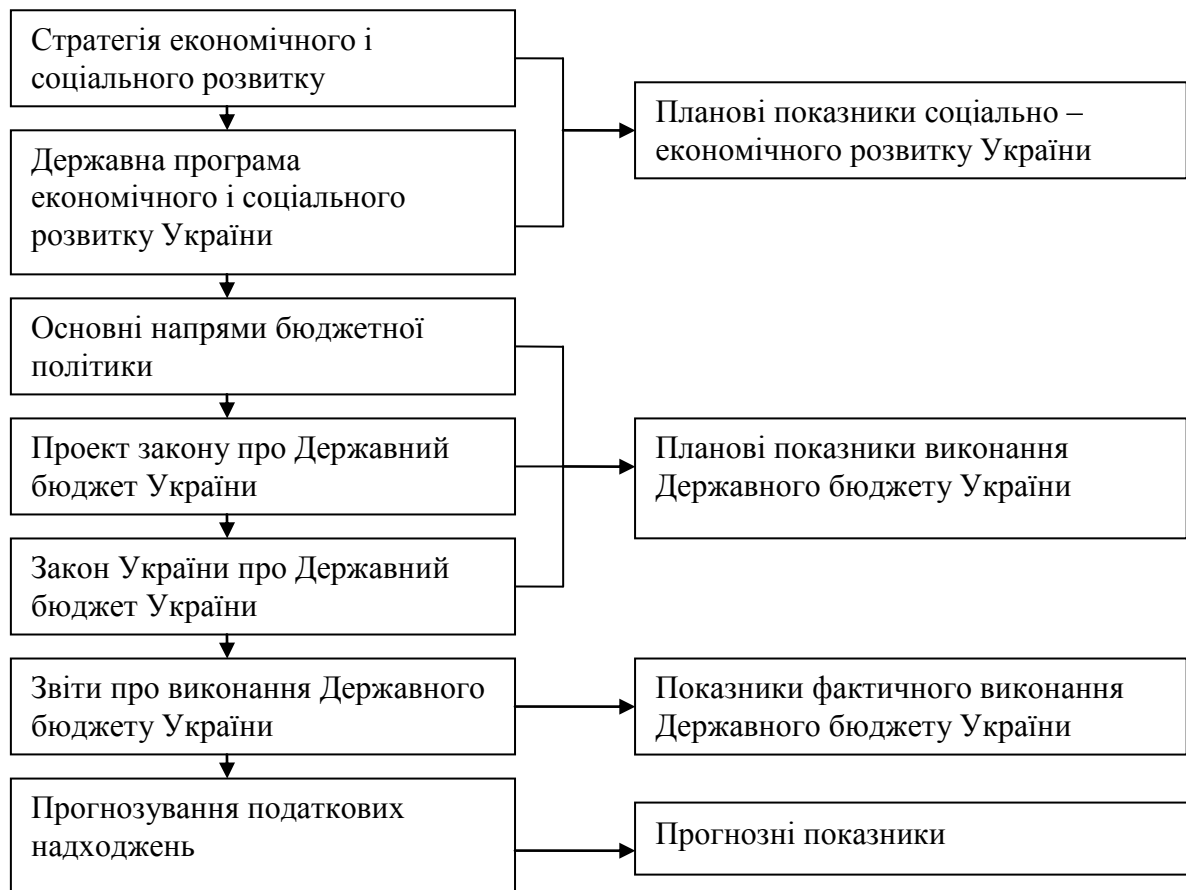 Стратегія економічного і
соціального розвитку
Планові показники соціально –
економічного розвитку України
Державна програма
економічного і соціального
розвитку України
Основні напрями бюджетної
політики
Проект закону про Державний
бюджет України
Планові показники виконання
Державного бюджету України
Закон України про Державний
бюджет України
Звіти про виконання Державного
бюджету України
Показники фактичного виконання
Державного бюджету України
Прогнозування податкових
надходжень
Прогнозні показники